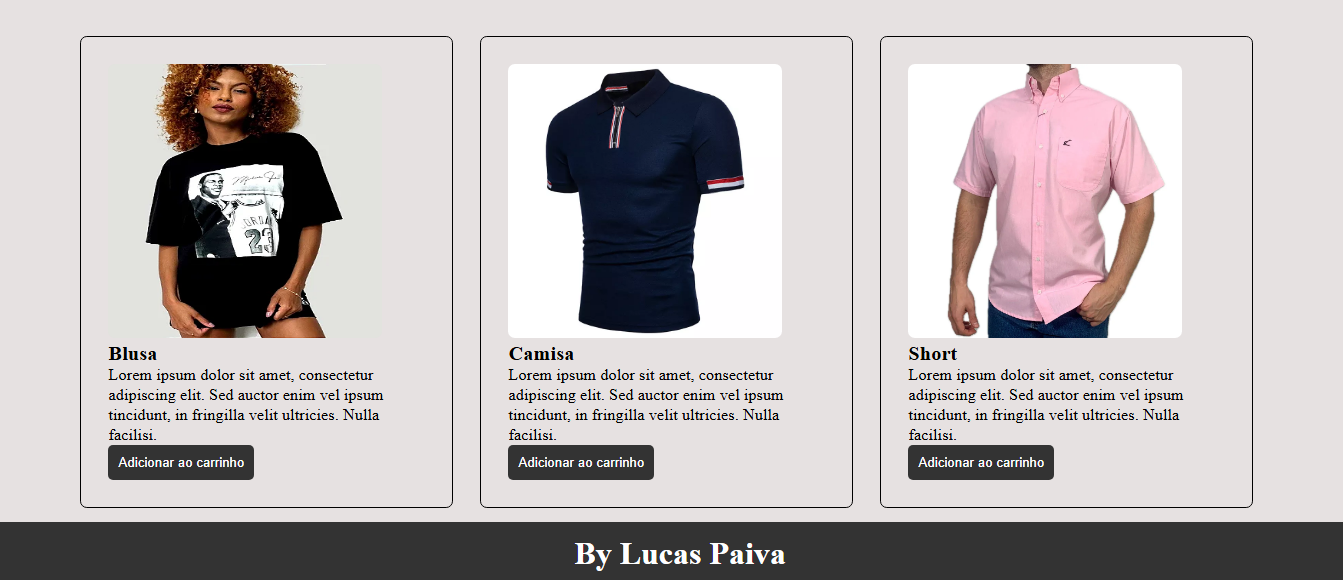 JORDAN
23
Blusa
Lorem ipsum dolor sit amet, consectetur
adipiscing elit. Sed auctor enim vel ipsum
tincidunt, in fringilla velit ultricies. Nulla
facilisi.
Adicionar ao carrinho
Camisa
Lorem ipsum dolor sit amet, consectetur
adipiscing elit. Sed auctor enim vel ipsum
tincidunt, in fringilla velit ultricies. Nulla
facilisi.
Adicionar ao carrinho
Short
Lorem ipsum dolor sit amet, consectetur
adipiscing elit. Sed auctor enim vel ipsum
tincidunt, in fringilla velit ultricies. Nulla
facilisi.
Adicionar ao carrinho
By Lucas Paiva